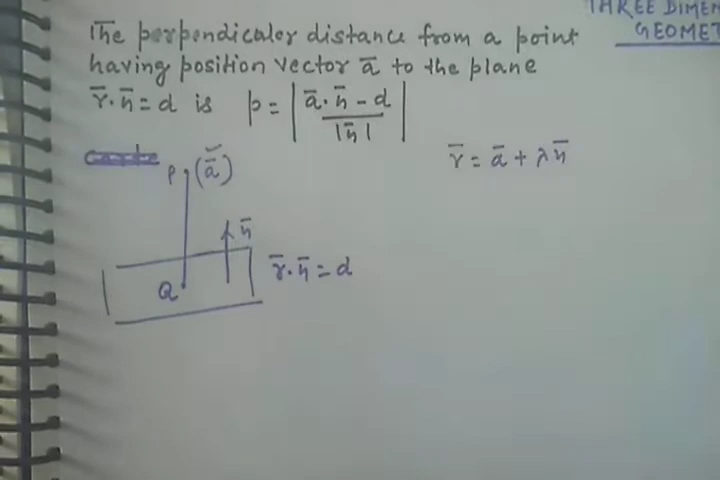 THREE DIMEN
GEOMET
The perpendicular distance from a point
having position vector a̅ to the plane
r̅·n̅ = d is p = | a̅·n̅ - d / |n̅| |
P (a̅)
r̅ = a̅ + λn̅
n̅
r̅·n̅ = d
Q